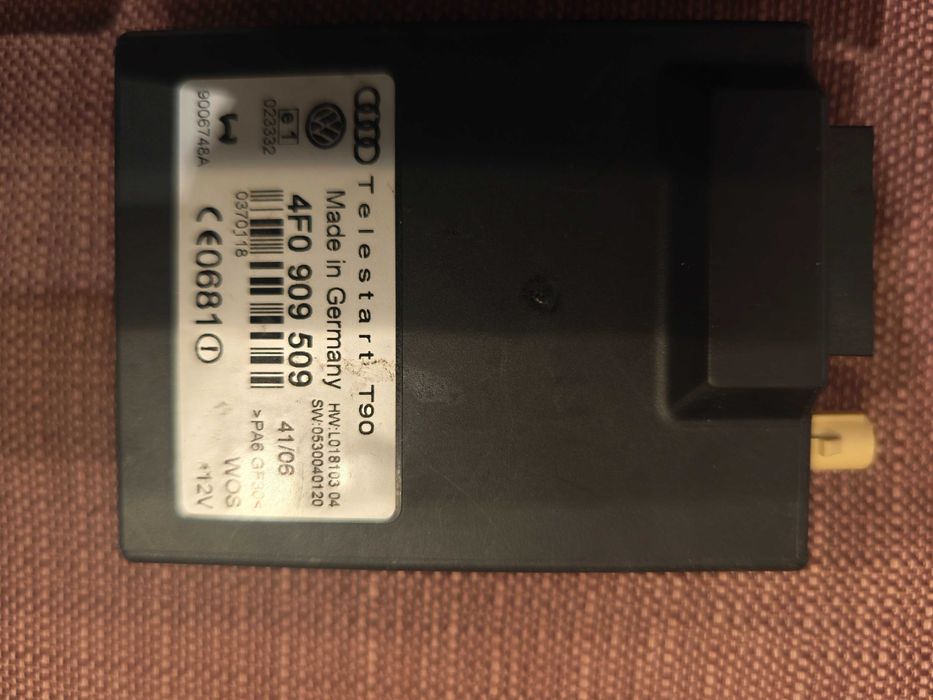 Telestart T90
Made in Germany
HW:L018103 04
SW:0530040120
4F0 909 509
41/06
e1
023332
0370118
>PA6 GF30<
9006748A
CE0681
WOS
*12V